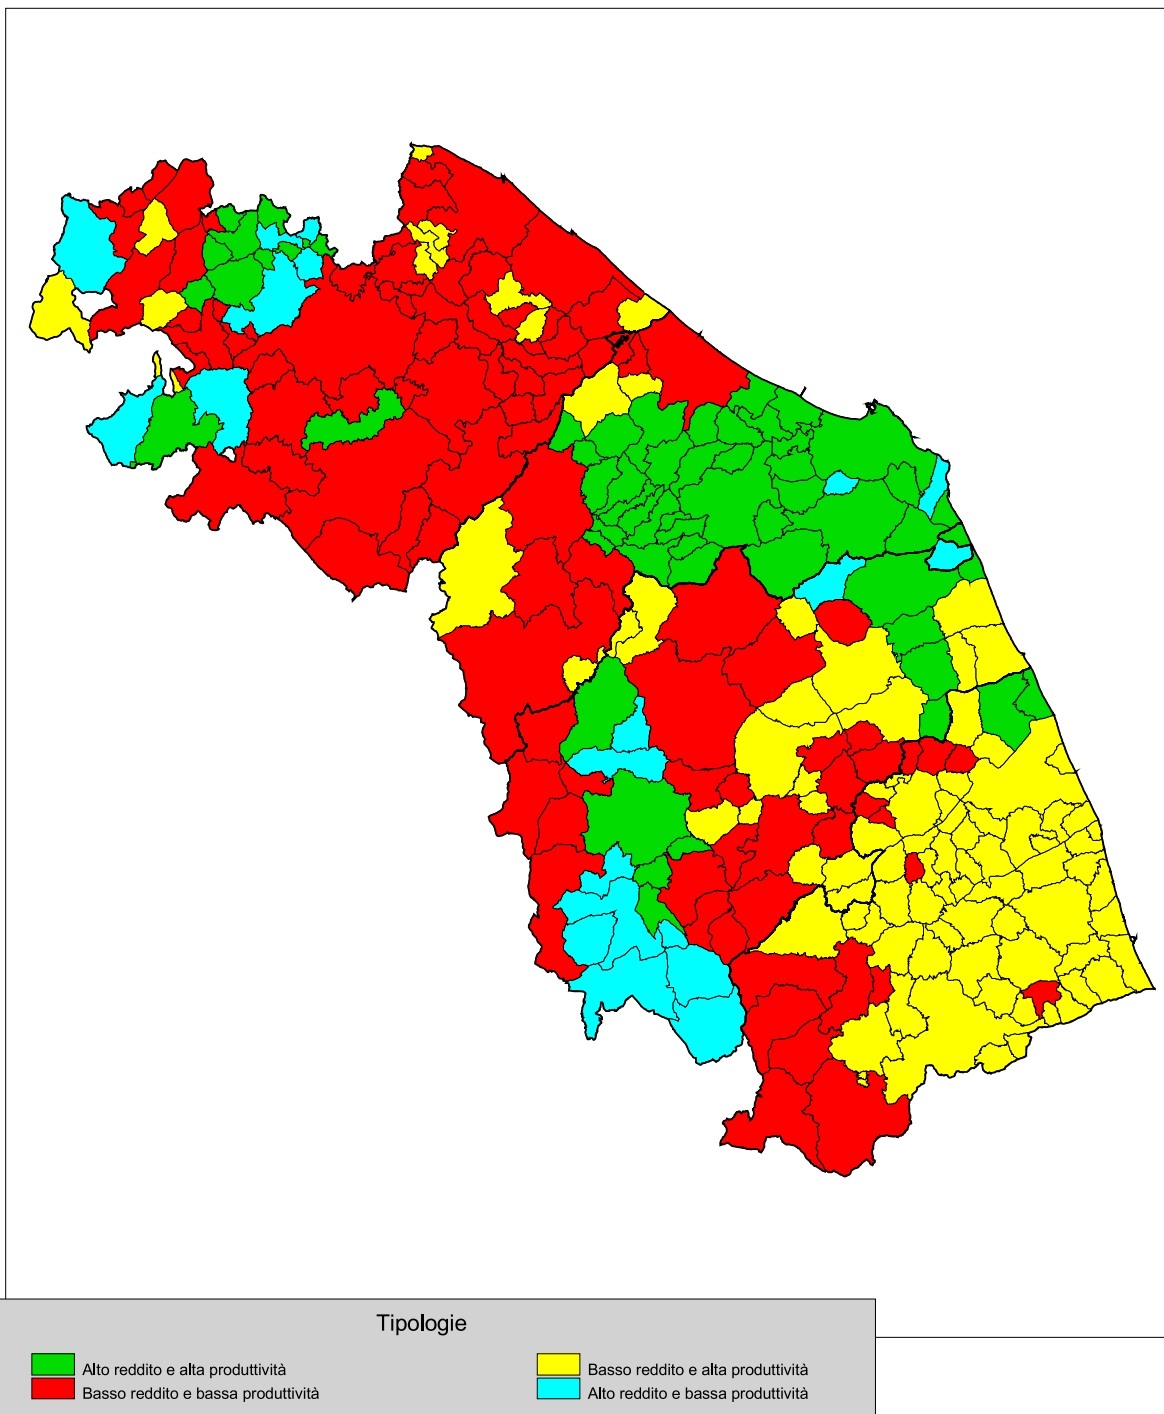 Tipologie
Alto reddito e alta produttività
Basso reddito e alta produttività
Basso reddito e bassa produttività
Alto reddito e bassa produttività